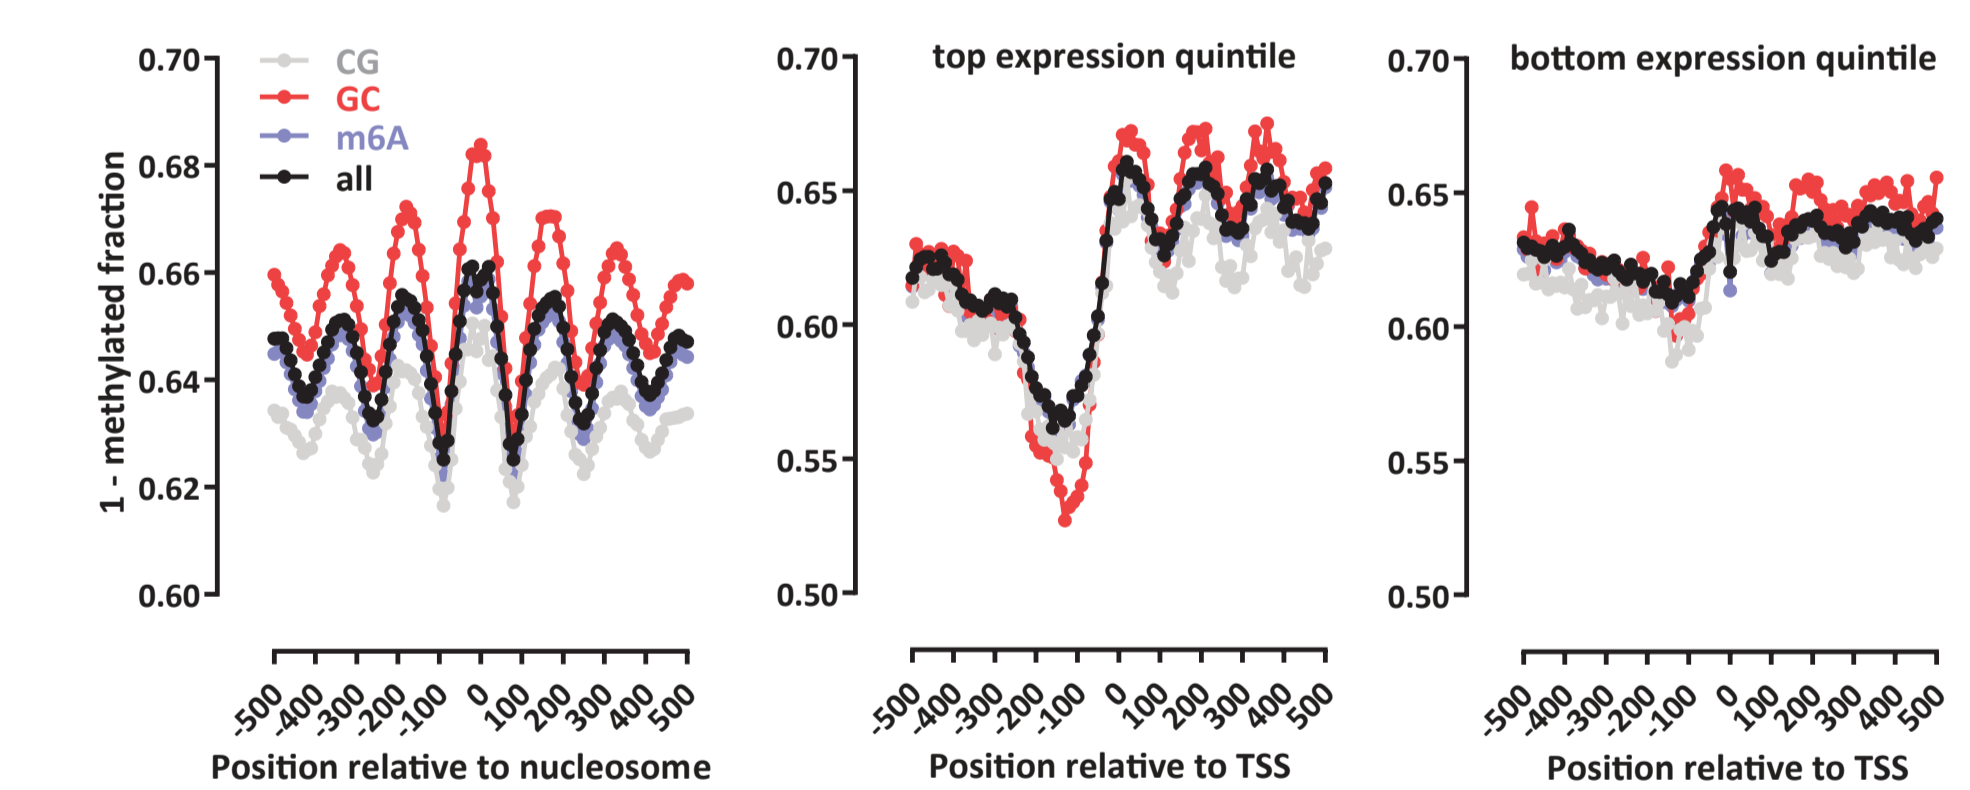 1 - methylated fraction
0.70
0.68
0.66
0.64
0.62
0.60
CG
GC
m6A
all
-500 -400 -300 -200 -100 0 100 200 300 400 500
Position relative to nucleosome
top expression quintile
0.70
0.65
0.60
0.55
0.50
-500 -400 -300 -200 -100 0 100 200 300 400 500
Position relative to TSS
bottom expression quintile
0.70
0.65
0.60
0.55
0.50
-500 -400 -300 -200 -100 0 100 200 300 400 500
Position relative to TSS